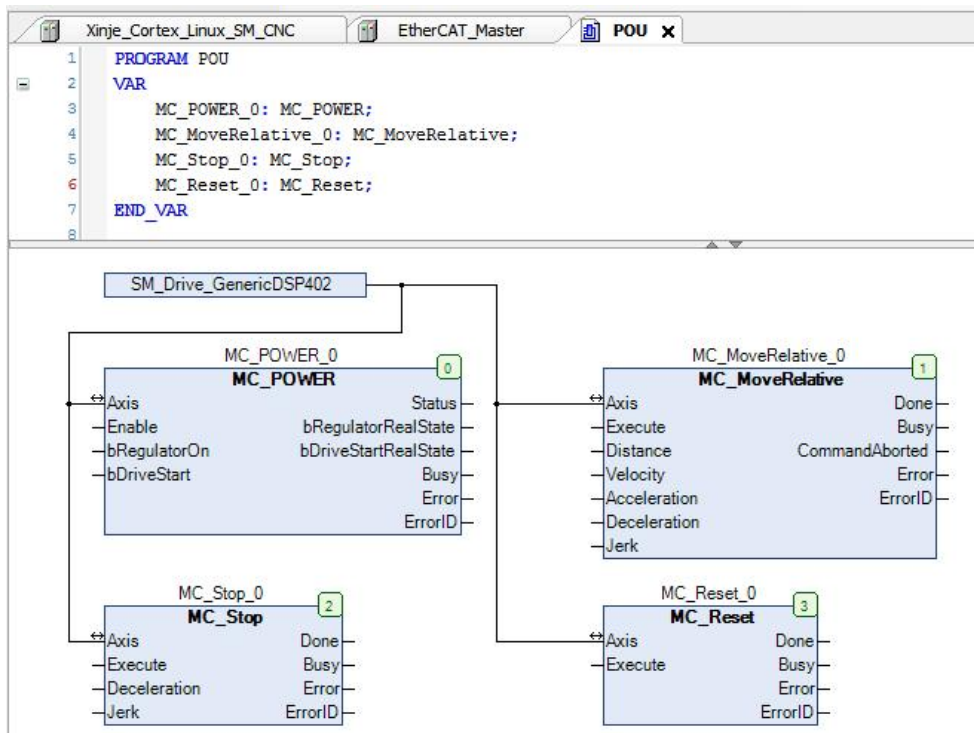 Xinje_Cortex_Linux_SM_CNC EtherCAT_Master POU
1 PROGRAM POU
2 VAR
3 MC_POWER_0: MC_POWER;
4 MC_MoveRelative_0: MC_MoveRelative;
5 MC_Stop_0: MC_Stop;
6 MC_Reset_0: MC_Reset;
7 END_VAR
8
SM_Drive_GenericDSP402
MC_POWER_0
MC_POWER 0
Axis Status
Enable bRegulatorRealState
bRegulatorOn bDriveStartRealState
bDriveStart Busy
Error
ErrorID
MC_MoveRelative_0
MC_MoveRelative 1
Axis Done
Execute Busy
Distance CommandAborted
Velocity Error
Acceleration ErrorID
Deceleration
Jerk
MC_Stop_0
MC_Stop 2
Axis Done
Execute Busy
Deceleration Error
Jerk ErrorID
MC_Reset_0
MC_Reset 3
Axis Done
Execute Busy
Error
ErrorID